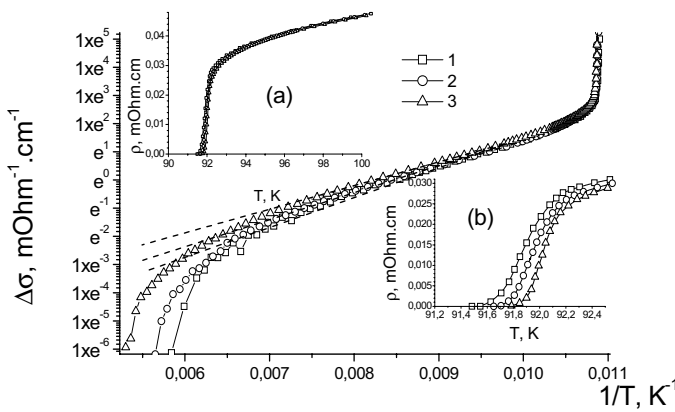 Δσ, mOhm⁻¹.cm⁻¹
1xe⁵
1xe⁴
1xe³
1xe²
e¹
e⁰
e⁻¹
e⁻²
1xe⁻³
1xe⁻⁴
1xe⁻⁵
1xe⁻⁶
0,006
0,007
0,008
0,009
0,010
0,011
1/T, K⁻¹
1
2
3
(a)
ρ, mOhm.cm
0,04
0,03
0,02
0,01
0,00
90
92
94
96
98
100
T, K
(b)
ρ, mOhm.cm
0,030
0,025
0,020
0,015
0,010
0,005
0,000
91,2
91,4
91,6
91,8
92,0
92,2
92,4
T, K